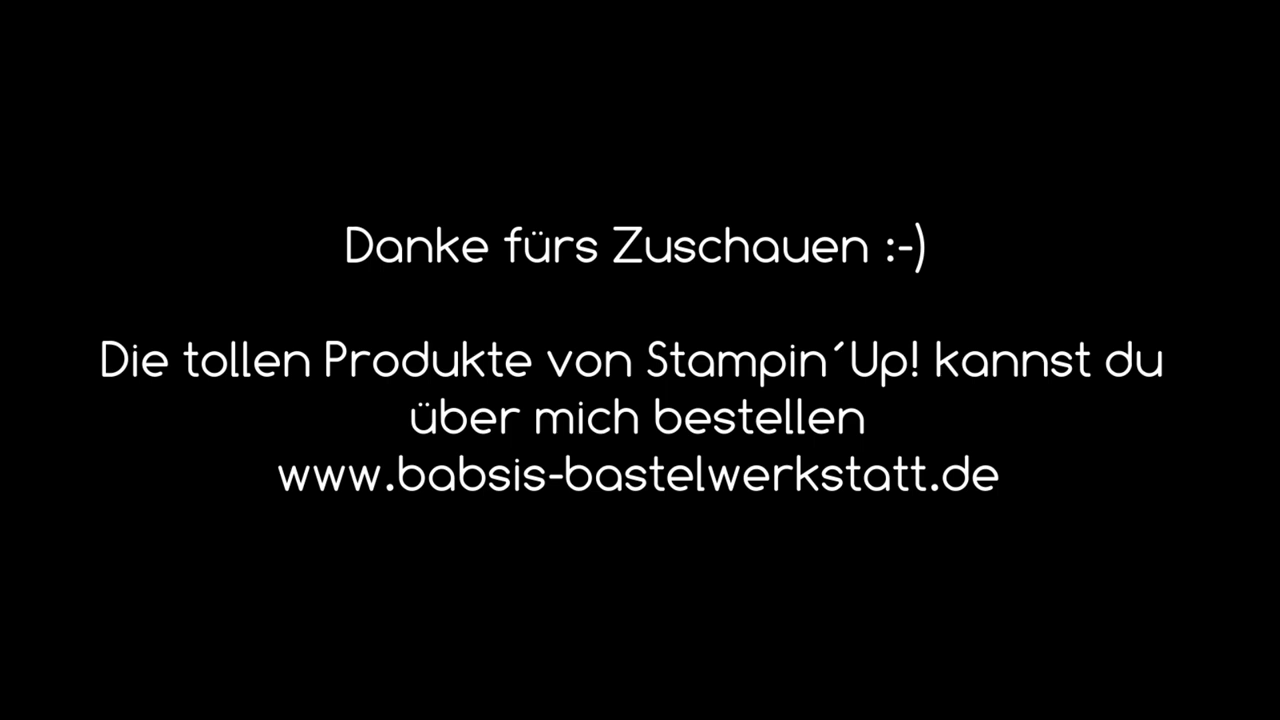 Danke fürs Zuschauen :-)
Die tollen Produkte von Stampin´Up! kannst du
über mich bestellen
www.babsis-bastelwerkstatt.de